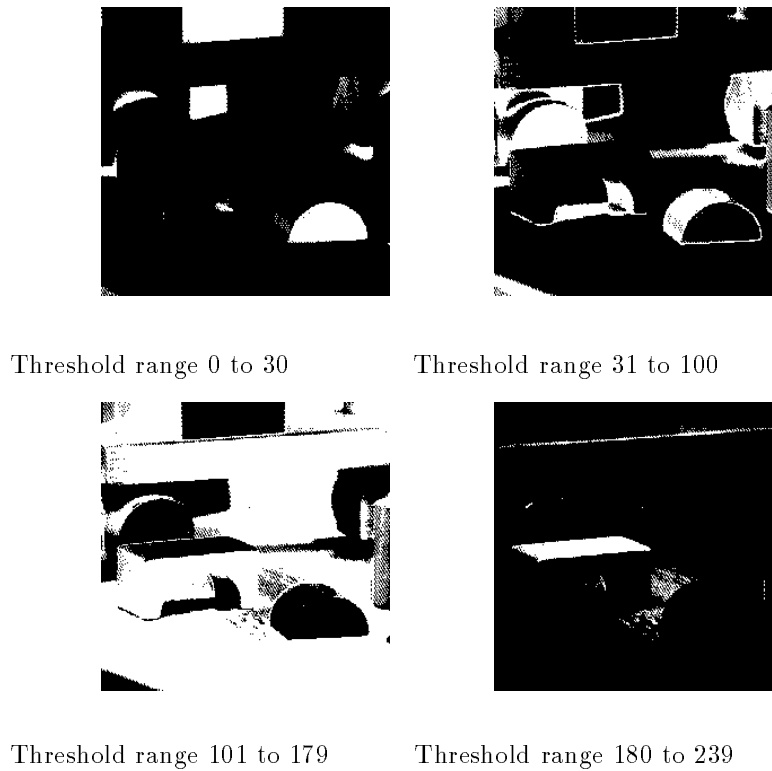 Threshold range 0 to 30
Threshold range 31 to 100
Threshold range 101 to 179
Threshold range 180 to 239